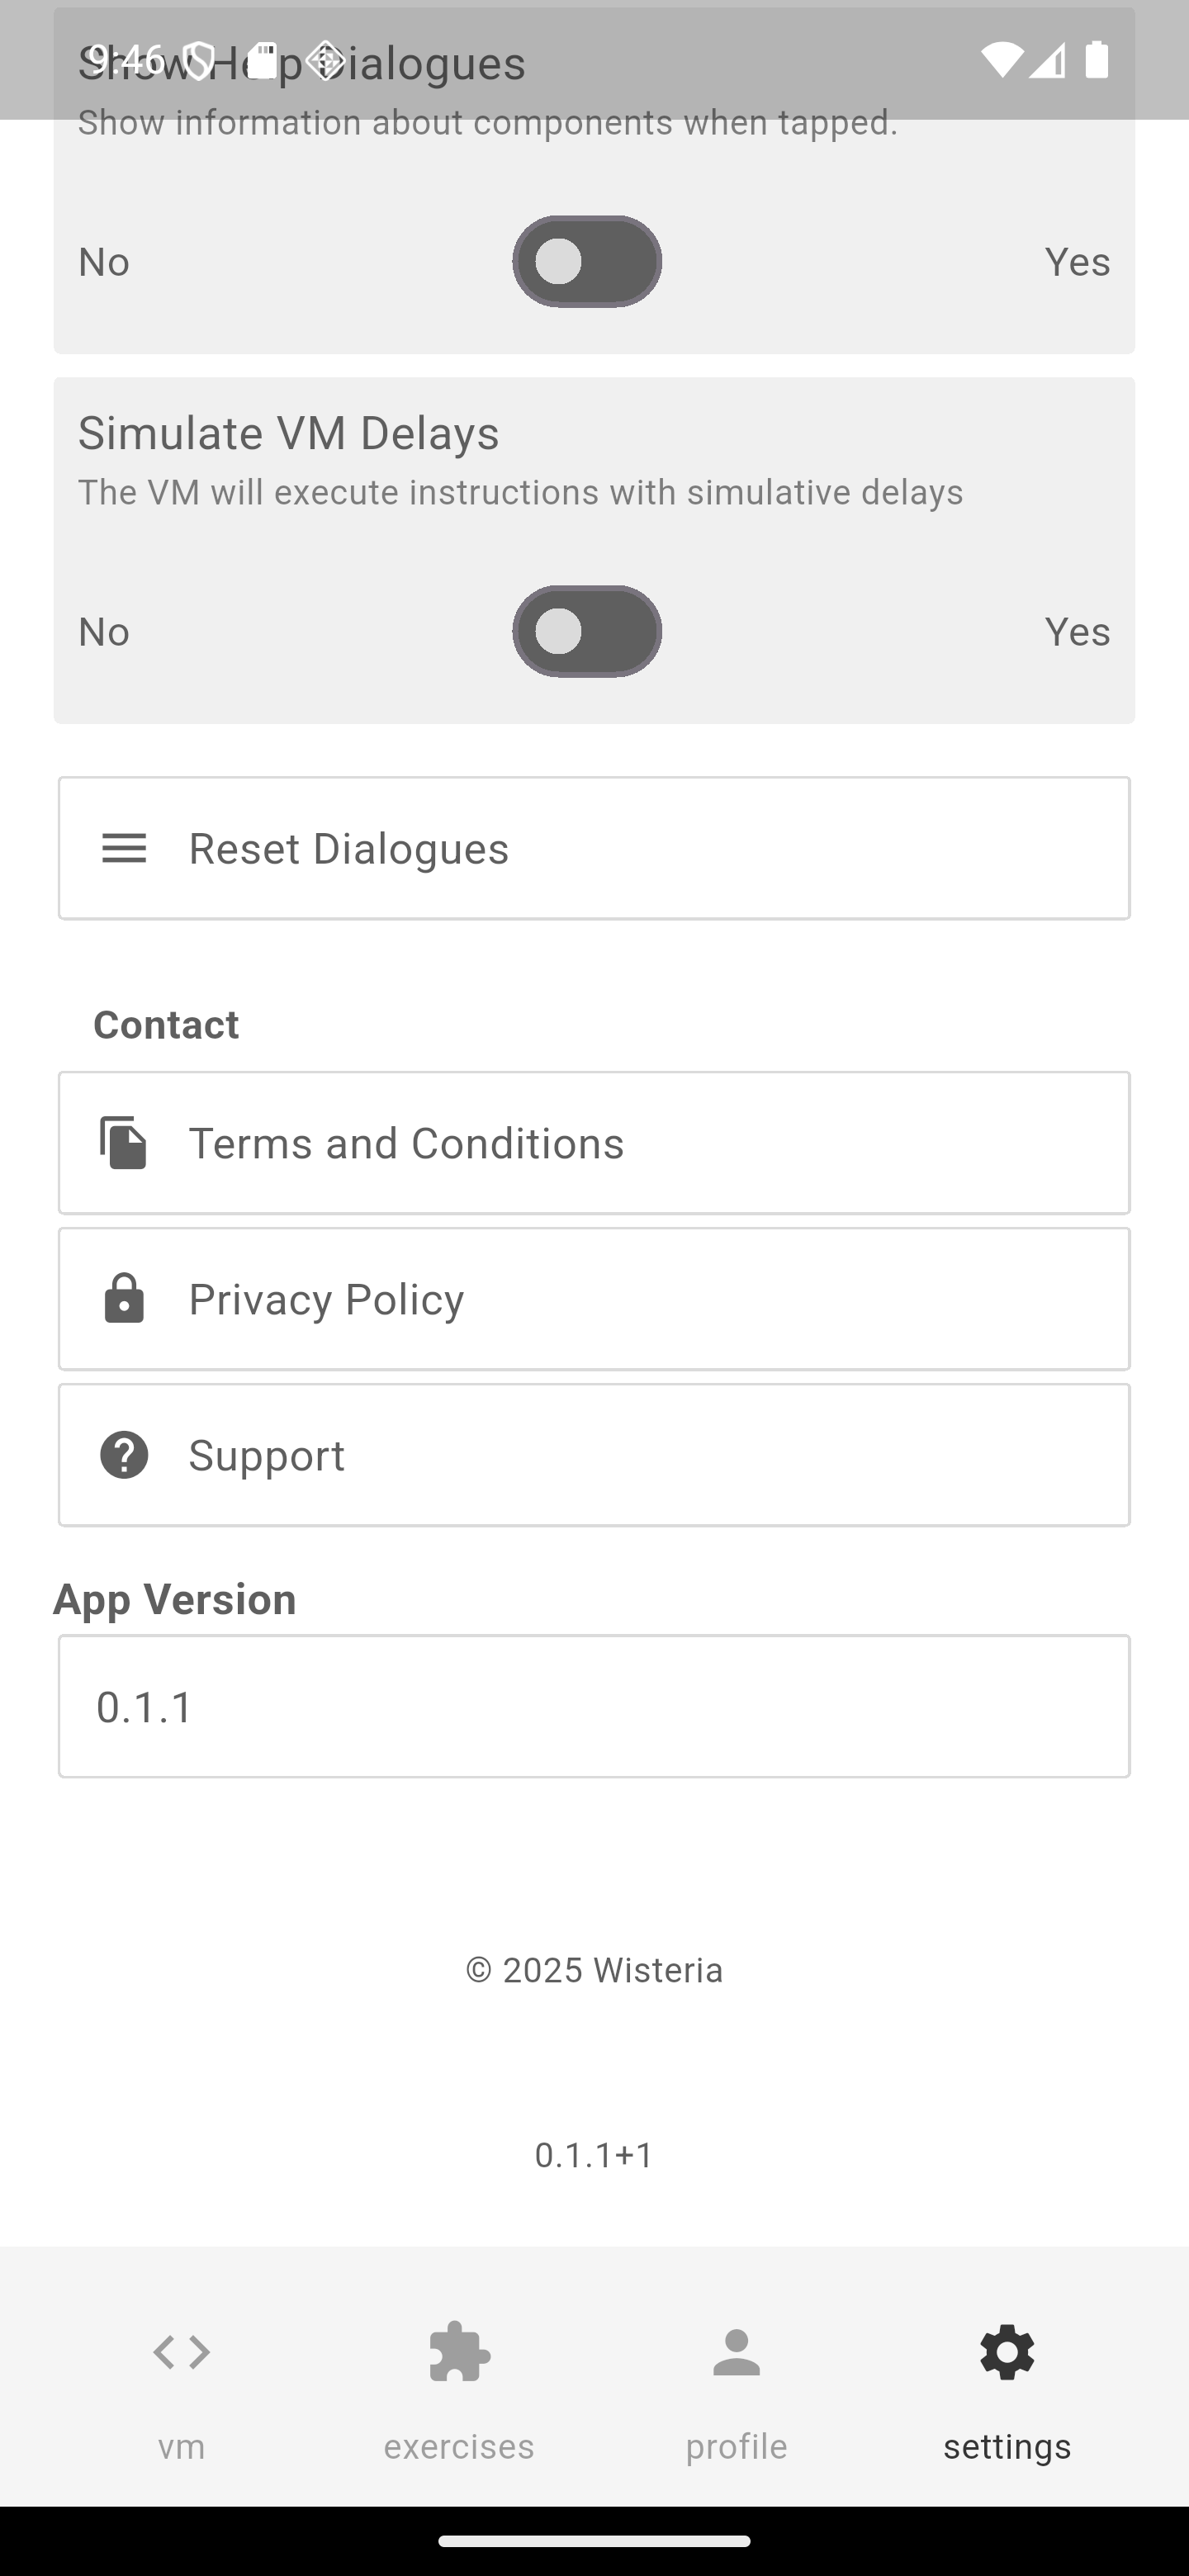 9:46
Show Help Dialogues
Show information about components when tapped.
No
Yes
Simulate VM Delays
The VM will execute instructions with simulative delays
No
Yes
Reset Dialogues
Contact
Terms and Conditions
Privacy Policy
Support
App Version
0.1.1
© 2025 Wisteria
0.1.1+1
vm
exercises
profile
settings